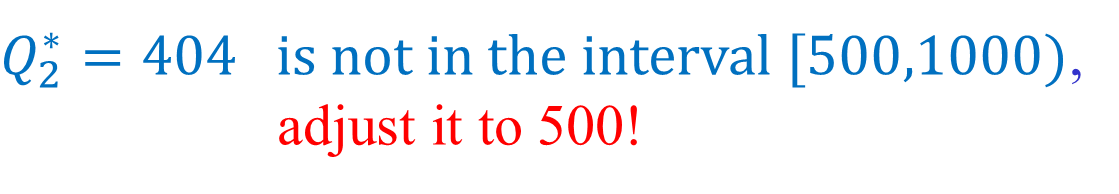 Q₂* = 404 is not in the interval [500,1000),
adjust it to 500!